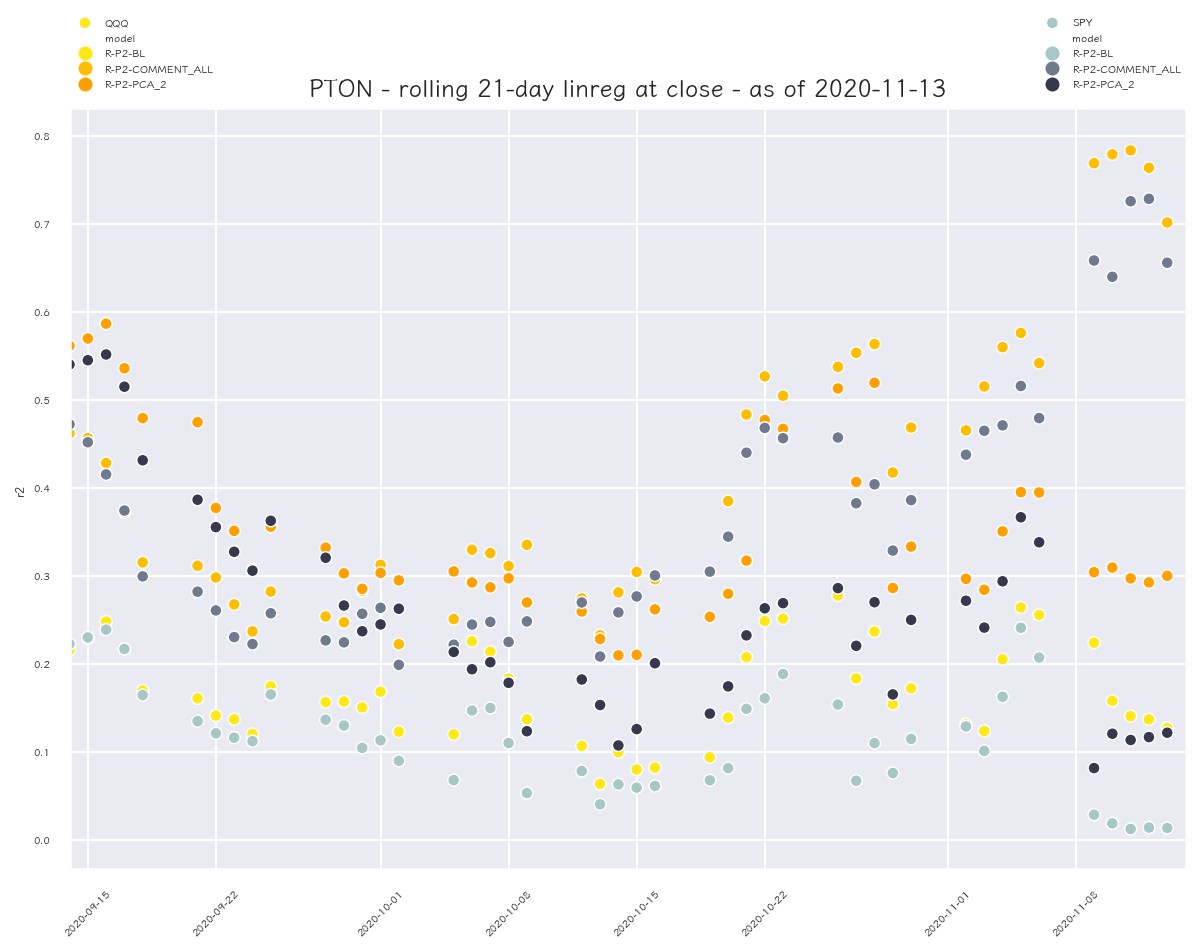 QQQ
model
R-P2-BL
R-P2-COMMENT_ALL
R-P2-PCA_2
SPY
model
R-P2-BL
R-P2-COMMENT_ALL
R-P2-PCA_2
PTON - rolling 21-day linreg at close - as of 2020-11-13
0.8
0.7
0.6
0.5
0.4
0.3
0.2
0.1
0.0
r2
2020-09-15
2020-09-22
2020-10-01
2020-10-08
2020-10-15
2020-10-22
2020-11-01
2020-11-08